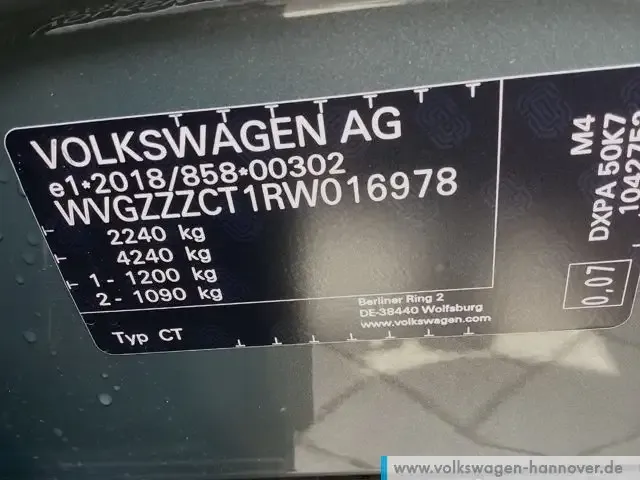 VOLKSWAGEN AG
e1*2018/858*00302
WVGZZZCT1RW016978
2240 kg
4240 kg
1 - 1200 kg
2 - 1090 kg
Typ CT
Berliner Ring 2
DE-38440 Wolfsburg
www.volkswagen.com
M4
DXPA 50K7
0,07
www.volkswagen-hannover.de